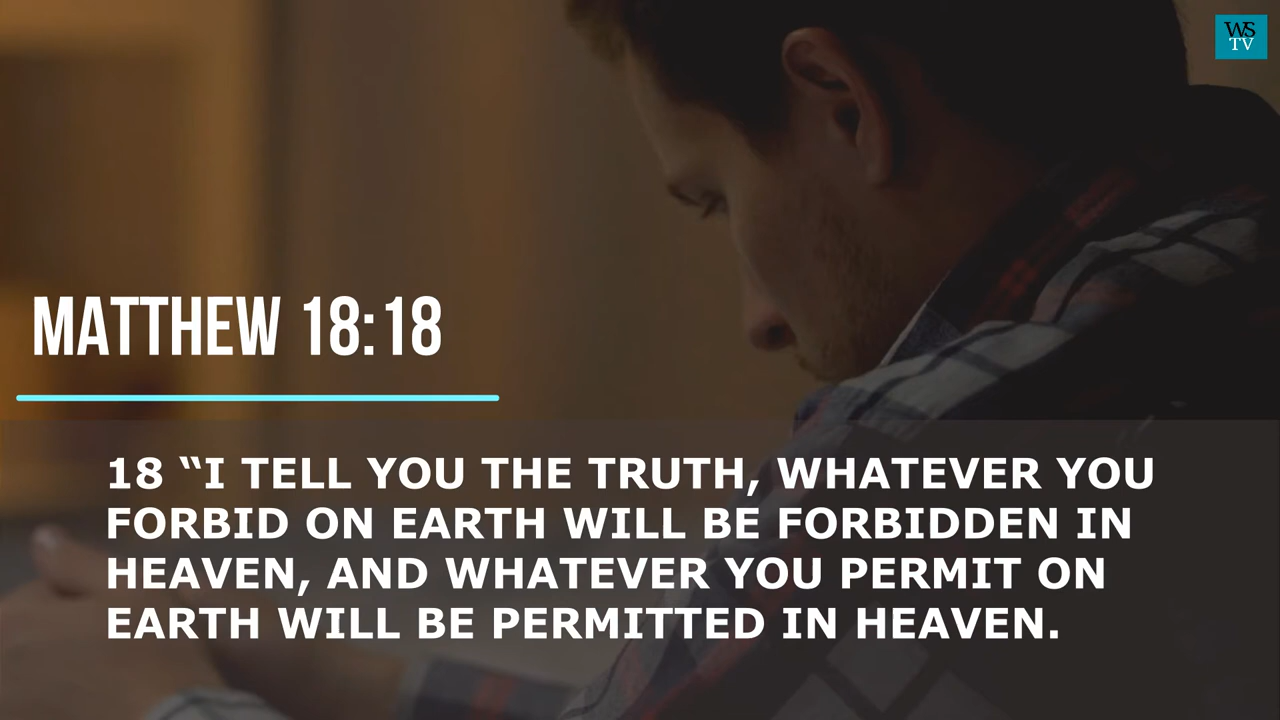 WS
TV
MATTHEW 18:18
18 “I TELL YOU THE TRUTH, WHATEVER YOU
FORBID ON EARTH WILL BE FORBIDDEN IN
HEAVEN, AND WHATEVER YOU PERMIT ON
EARTH WILL BE PERMITTED IN HEAVEN.